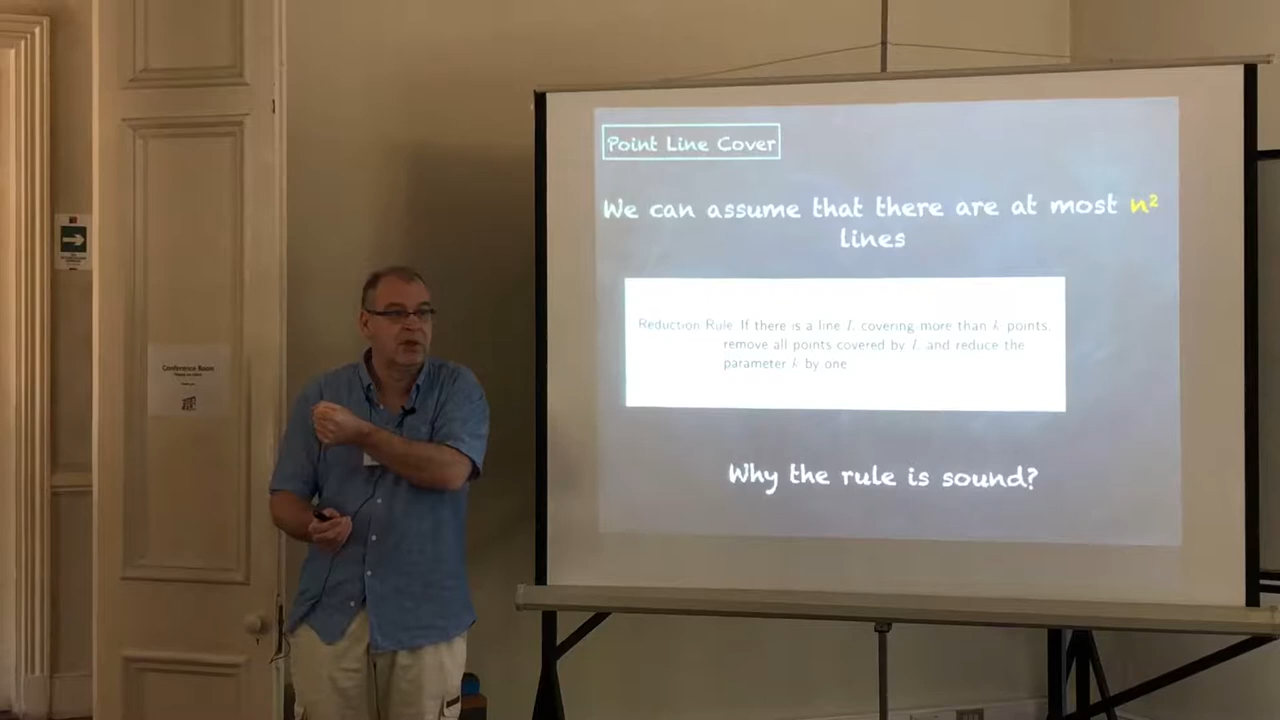 Point Line Cover
We can assume that there are at most n²
lines
Reduction Rule If there is a line L covering more than k points,
remove all points covered by L and reduce the
parameter k by one
Why the rule is sound?
Conference Room